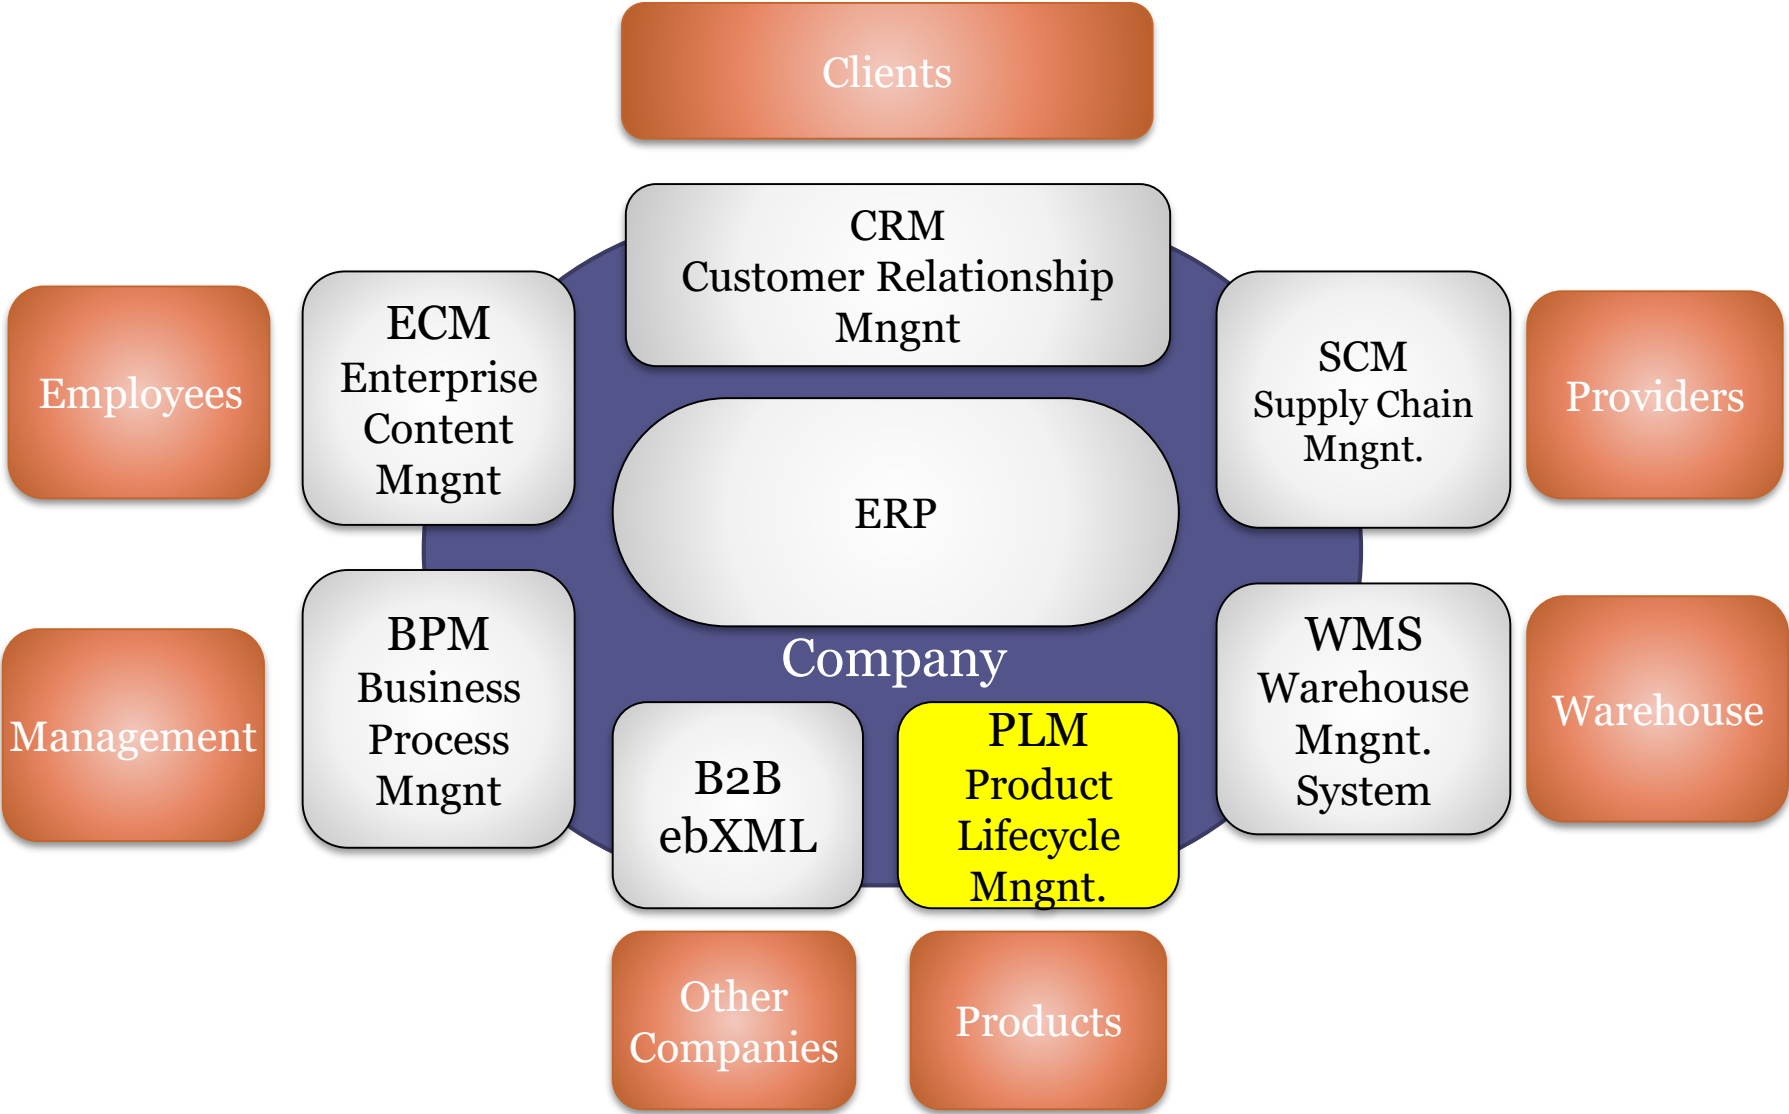 Clients
CRM
Customer Relationship
Mngnt
Employees
ECM
Enterprise
Content
Mngnt
SCM
Supply Chain
Mngnt.
Providers
ERP
Company
Management
BPM
Business
Process
Mngnt
B2B
ebXML
PLM
Product
Lifecycle
Mngnt.
WMS
Warehouse
Mngnt.
System
Warehouse
Other
Companies
Products